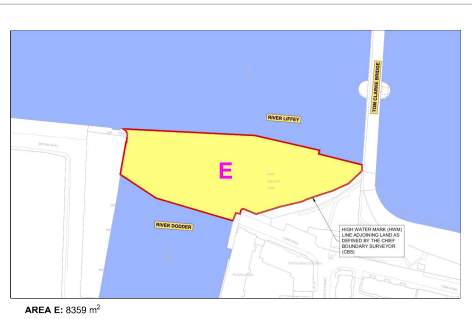 TOM CLARKE BRIDGE
RIVER LIFFEY
E
RIVER DODDER
HIGH WATER MARK (HWM)
LINE ADJOINING LAND AS
DEFINED BY THE CHIEF
BOUNDARY SURVEYOR
(CBS)
AREA E: 8359 m²